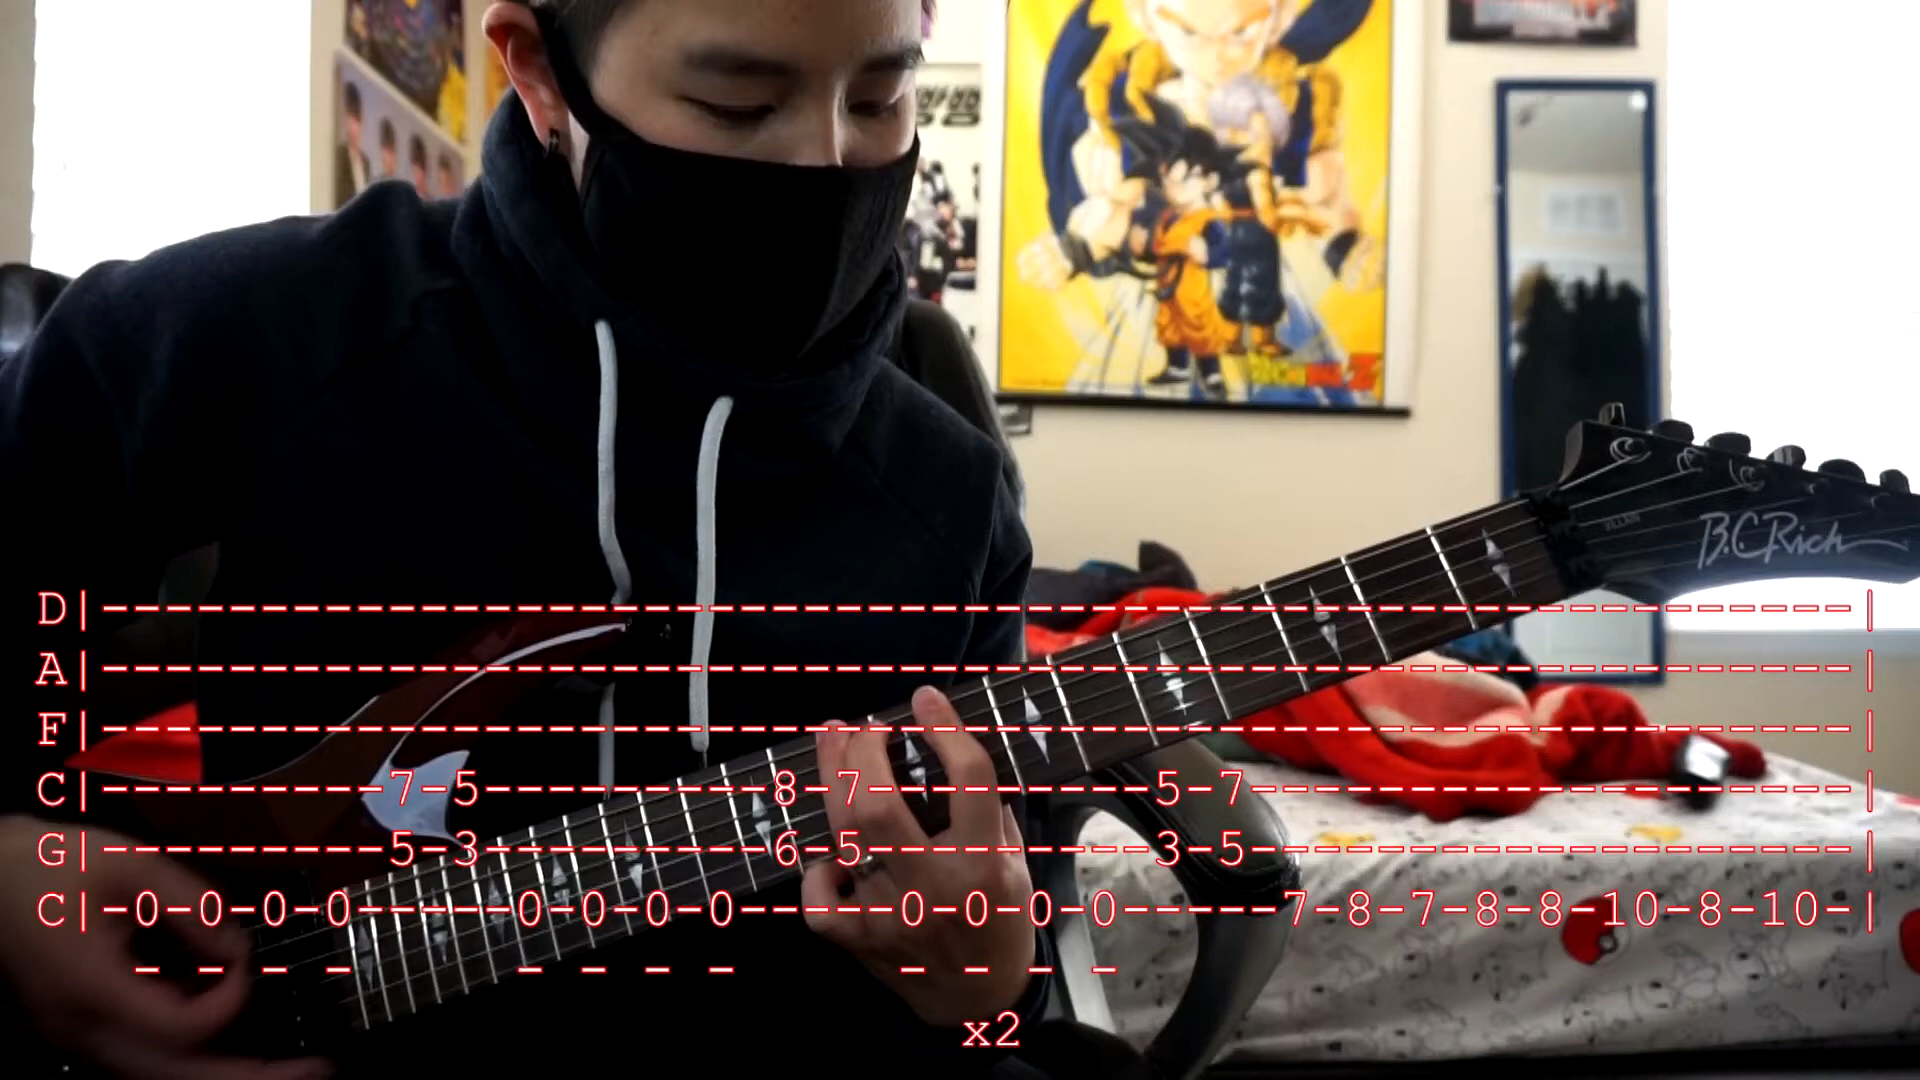 B.C.Rich
D|-------------------------------------------------------|
A|-------------------------------------------------------|
F|-------------------------------------------------------|
C|---------7-5---------8-7---------5-7-------------------|
G|---------5-3---------6-5---------3-5-------------------|
C|-0-0-0-0-----0-0-0-0-----0-0-0-0-----7-8-7-8-8-10-8-10-|
- - - - - - - - - - - -
x2